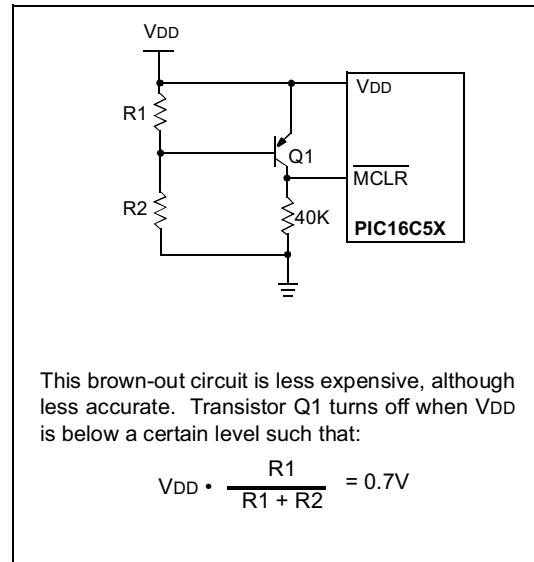 VDD
VDD
R1
Q1
MCLR
R2
40K
PIC16C5X
This brown-out circuit is less expensive, although
less accurate. Transistor Q1 turns off when VDD
is below a certain level such that:
R1
VDD • = 0.7V
R1 + R2